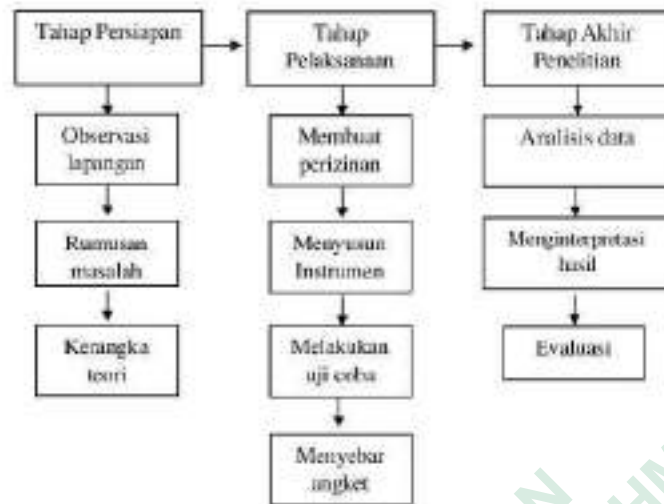 Tahap Persiapan
Tahap
Pelaksanaan
Tahap Akhir
Penelitian
Observasi
lapangan
Membuat
perizinan
Analisis data
Rumusan
masalah
Menyusun
Instrumen
Menginterpretasi
hasil
Kerangka
teori
Melakukan
uji coba
Evaluasi
Menyebar
angket